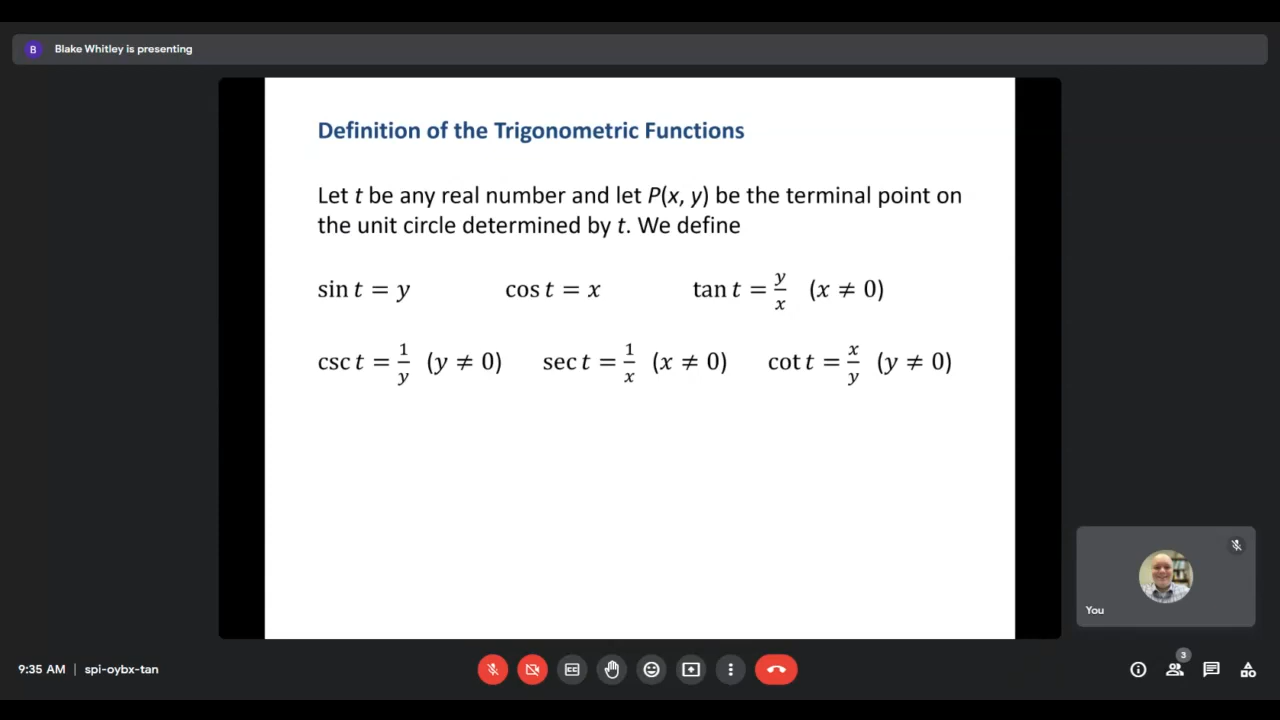 B Blake Whitley is presenting
Definition of the Trigonometric Functions
Let t be any real number and let P(x, y) be the terminal point on
the unit circle determined by t. We define
sin t = y cos t = x tan t = y/x (x ≠ 0)
csc t = 1/y (y ≠ 0) sec t = 1/x (x ≠ 0) cot t = x/y (y ≠ 0)
You
9:35 AM | spi-oybx-tan
CC
3